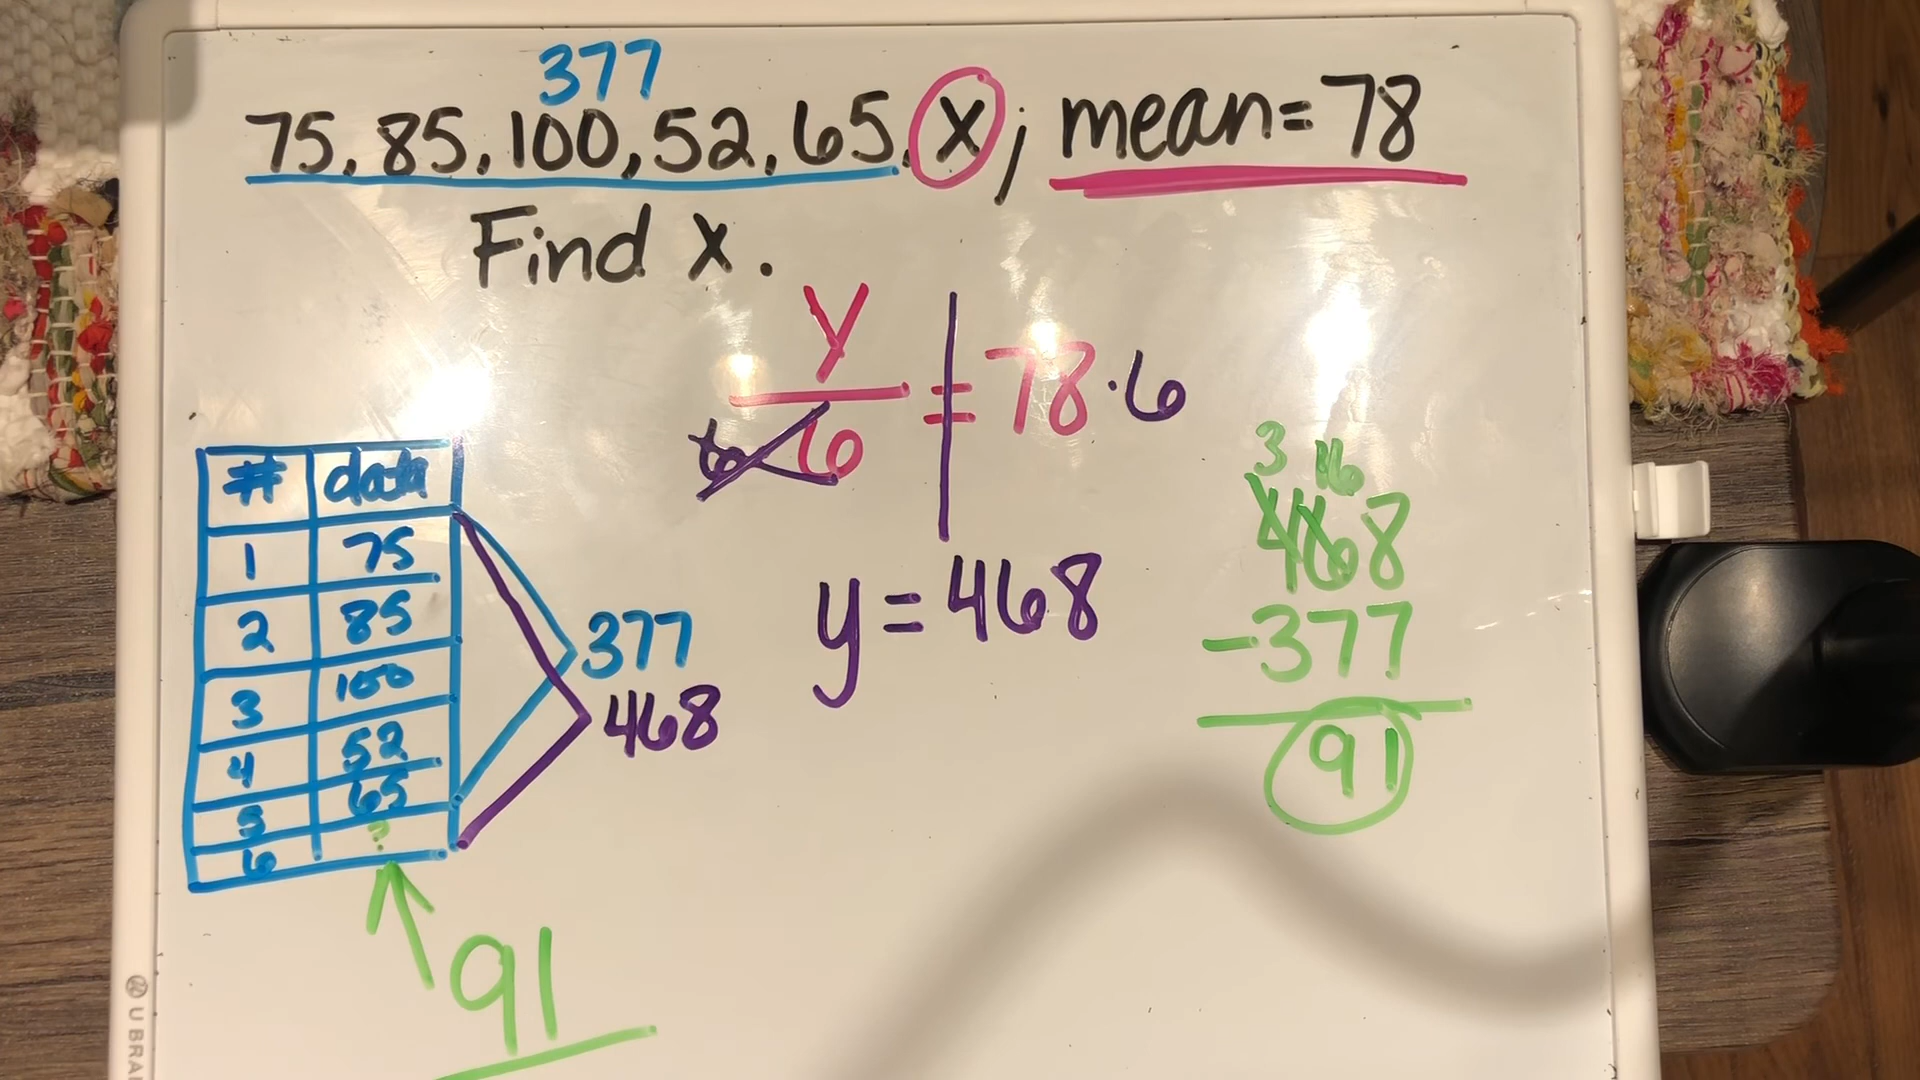 377
75, 85, 100, 52, 65, x; mean = 78
Find x.
y
6 6 = 78 · 6
y = 468
# data
1 75
2 85
3 100
4 52
5 65
6 ?
377
468
91
3 16
468
- 377
91
U BRA